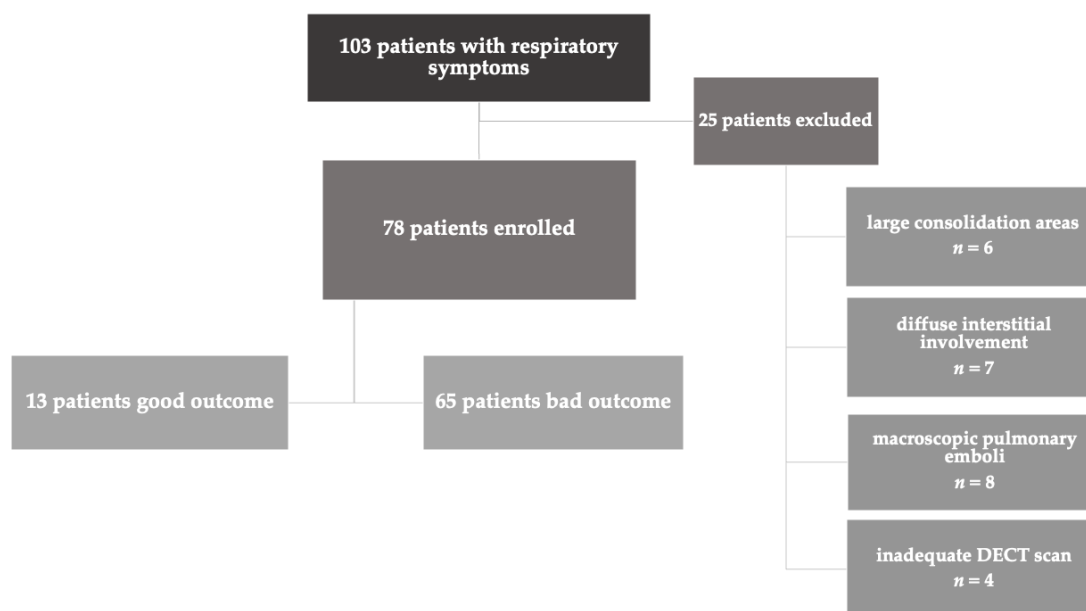 103 patients with respiratory
symptoms
25 patients excluded
78 patients enrolled
large consolidation areas
n = 6
diffuse interstitial
involvement
n = 7
13 patients good outcome
65 patients bad outcome
macroscopic pulmonary
emboli
n = 8
inadequate DECT scan
n = 4